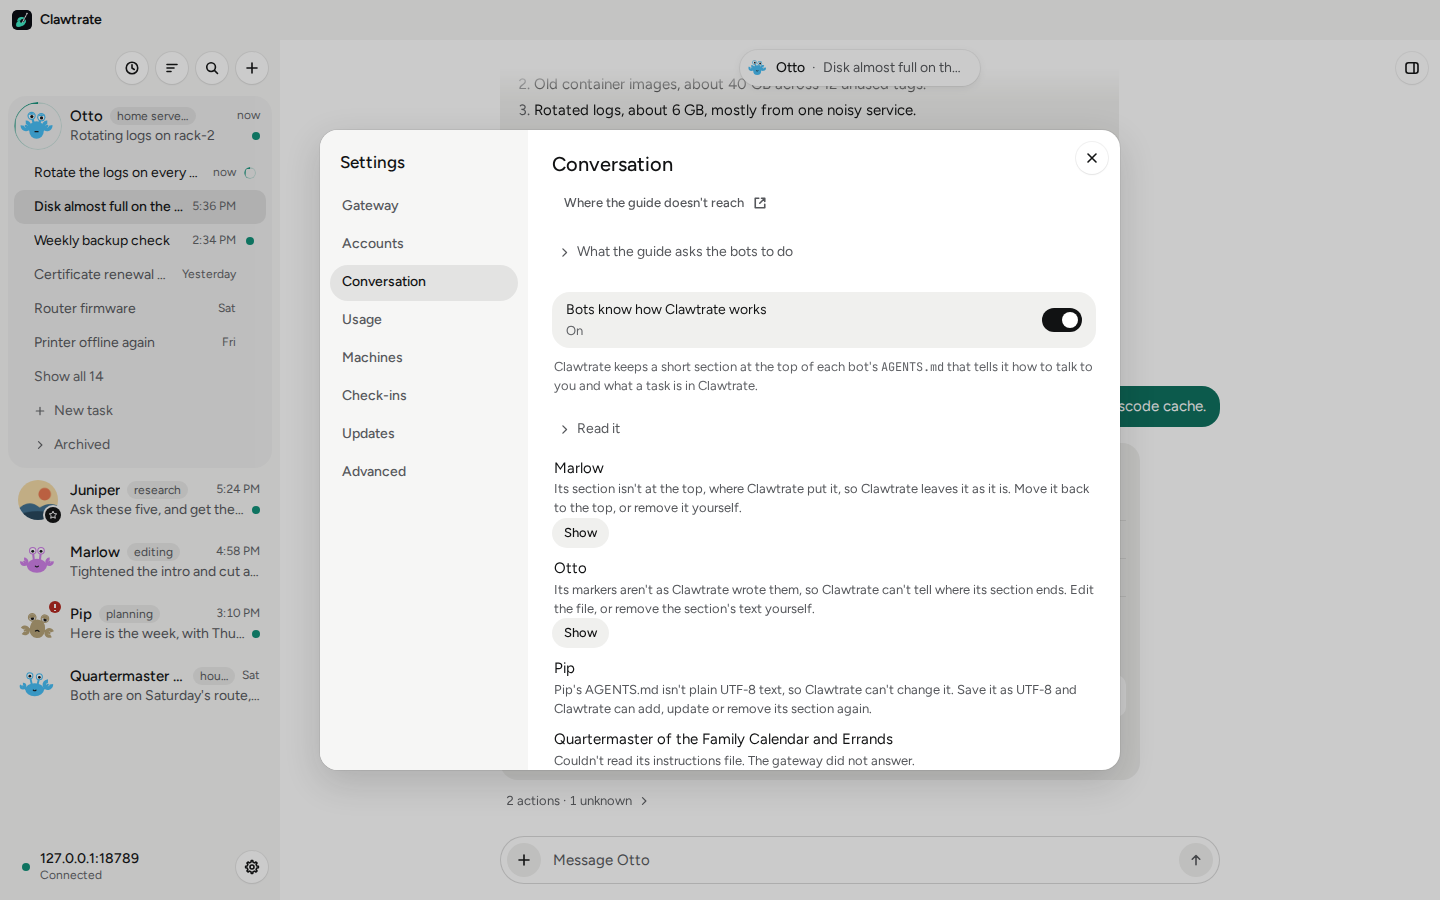 Clawtrate
Otto
home serve...
now
Rotating logs on rack-2
Rotate the logs on every ...
now
Disk almost full on the ...
5:36 PM
Weekly backup check
2:34 PM
Certificate renewal ...
Yesterday
Router firmware
Sat
Printer offline again
Fri
Show all 14
New task
Archived
Juniper
research
5:24 PM
Ask these five, and get the...
Marlow
editing
4:58 PM
Tightened the intro and cut a...
Pip
planning
3:10 PM
Here is the week, with Thu...
Quartermaster ...
hou...
Sat
Both are on Saturday's route,...
127.0.0.1:18789
Connected
Otto · Disk almost full on th...
2. Old container images, about 40 GB across 12 unused tags.
3. Rotated logs, about 6 GB, mostly from one noisy service.
Settings
Gateway
Accounts
Conversation
Usage
Machines
Check-ins
Updates
Advanced
Conversation
Where the guide doesn't reach
What the guide asks the bots to do
Bots know how Clawtrate works
On
Clawtrate keeps a short section at the top of each bot's AGENTS.md that tells it how to talk to
you and what a task is in Clawtrate.
Read it
Marlow
Its section isn't at the top, where Clawtrate put it, so Clawtrate leaves it as it is. Move it back
to the top, or remove it yourself.
Show
Otto
Its markers aren't as Clawtrate wrote them, so Clawtrate can't tell where its section ends. Edit
the file, or remove the section's text yourself.
Show
Pip
Pip's AGENTS.md isn't plain UTF-8 text, so Clawtrate can't change it. Save it as UTF-8 and
Clawtrate can add, update or remove its section again.
Quartermaster of the Family Calendar and Errands
Couldn't read its instructions file. The gateway did not answer.
scode cache.
2 actions · 1 unknown
Message Otto